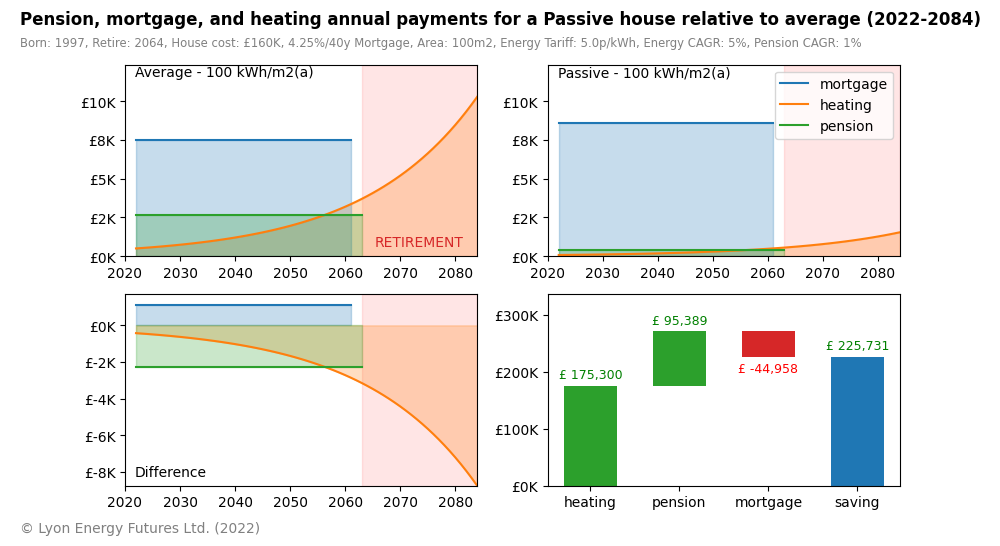 Pension, mortgage, and heating annual payments for a Passive house relative to average (2022-2084)
Born: 1997, Retire: 2064, House cost: £160K, 4.25%/40y Mortgage, Area: 100m2, Energy Tariff: 5.0p/kWh, Energy CAGR: 5%, Pension CAGR: 1%
Average - 100 kWh/m2(a)
£10K
£8K
£5K
£2K
£0K
RETIREMENT
2020 2030 2040 2050 2060 2070 2080
Passive - 100 kWh/m2(a)
mortgage
heating
pension
£10K
£8K
£5K
£2K
£0K
2020 2030 2040 2050 2060 2070 2080
£0K
£-2K
£-4K
£-6K
£-8K
Difference
2020 2030 2040 2050 2060 2070 2080
£300K
£200K
£100K
£0K
£ 175,300
£ 95,389
£ -44,958
£ 225,731
heating pension mortgage saving
© Lyon Energy Futures Ltd. (2022)